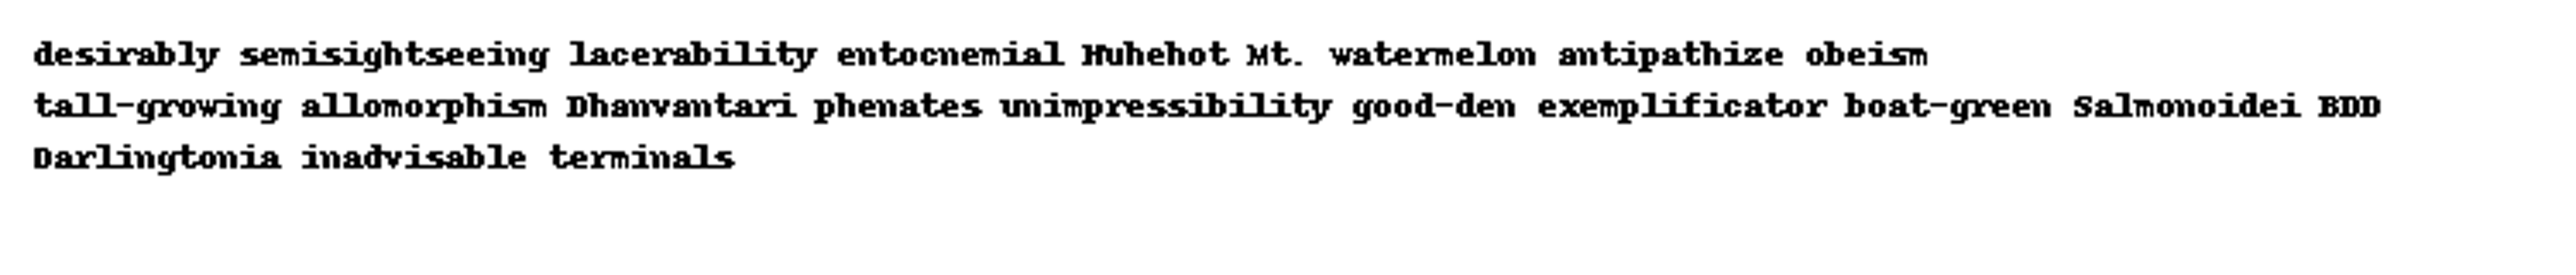 desirably semisightseeing lacerability entocnemial Huhehot Mt. watermelon antipathize obeism
tall-growing allomorphism Dhanvantari phenates unimpressibility good-den exemplificator boat-green Salmonoidei BDD
Darlingtonia inadvisable terminals